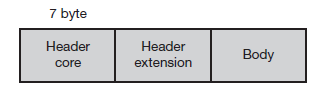 7 byte
Header
core
Header
extension
Body